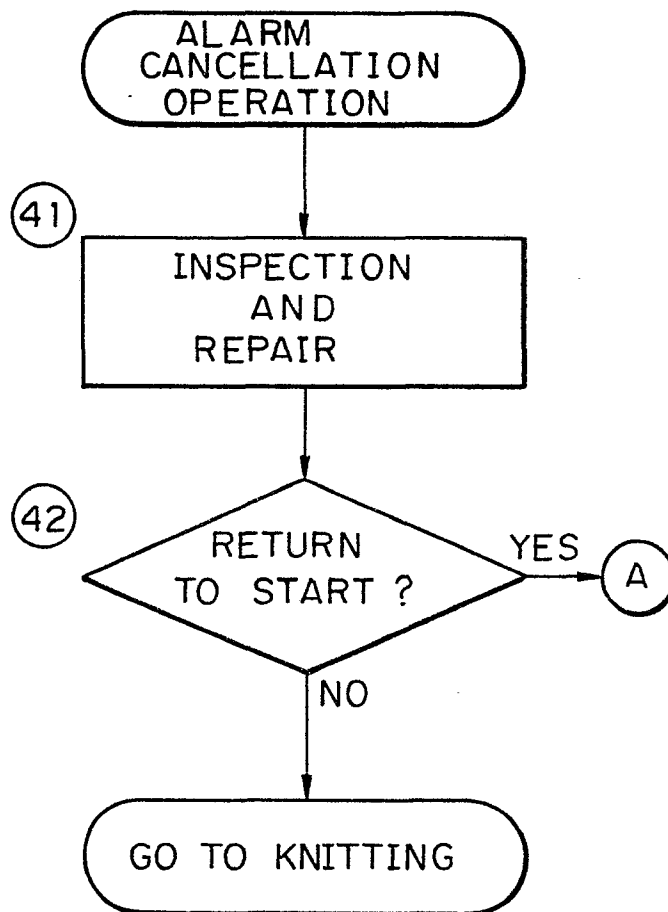 ALARM
CANCELLATION
OPERATION
41
INSPECTION
AND
REPAIR
42
RETURN
TO START ?
YES
A
NO
GO TO KNITTING